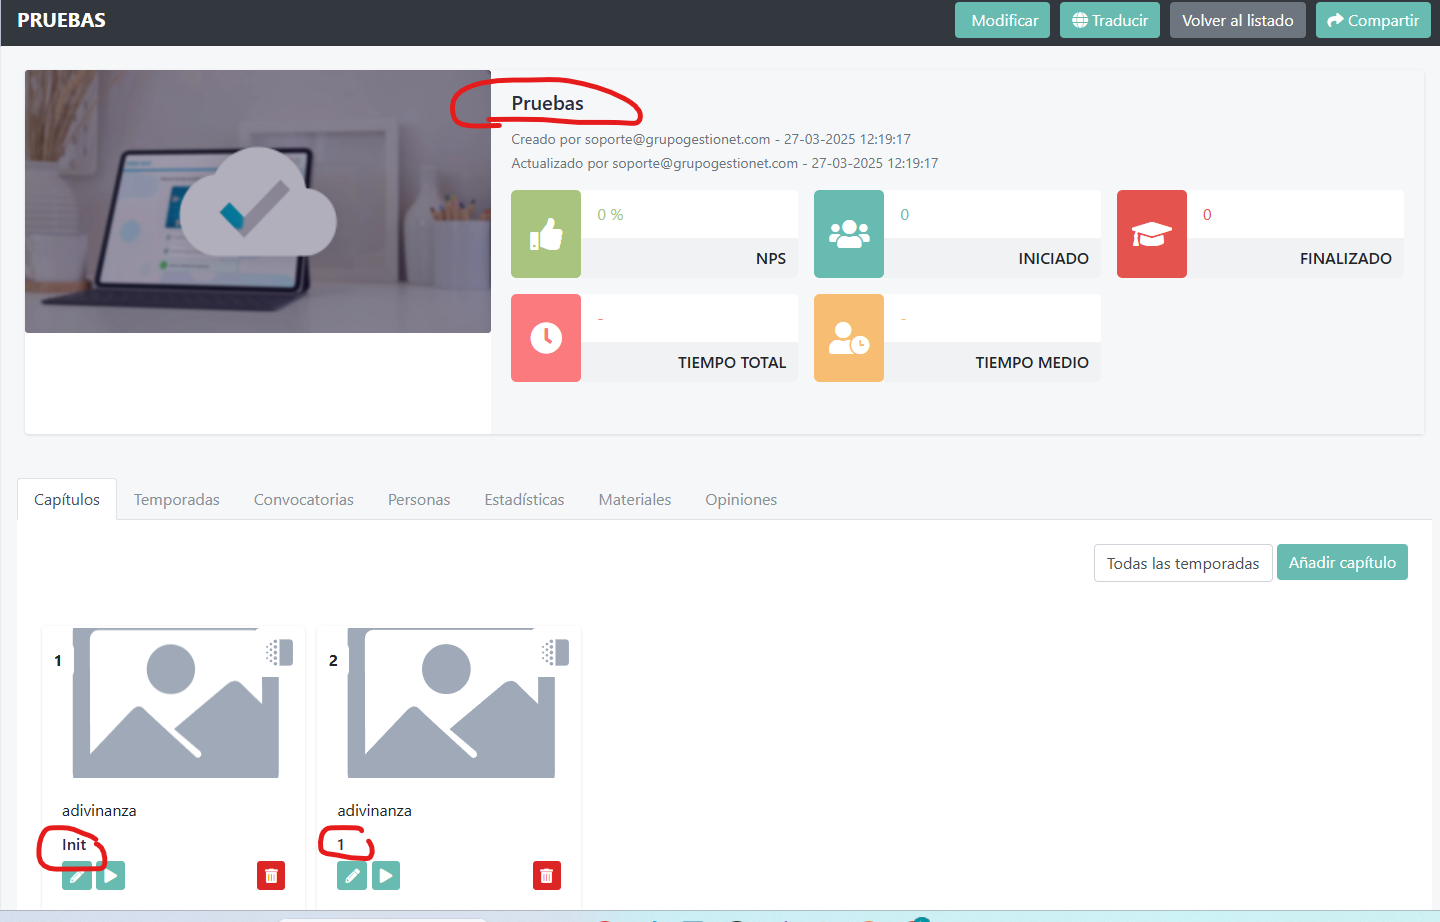 PRUEBAS
Modificar
Traducir
Volver al listado
Compartir
Pruebas
Creado por soporte@grupogestionet.com - 27-03-2025 12:19:17
Actualizado por soporte@grupogestionet.com - 27-03-2025 12:19:17
0 %
NPS
0
INICIADO
0
FINALIZADO
-
TIEMPO TOTAL
-
TIEMPO MEDIO
Capítulos
Temporadas
Convocatorias
Personas
Estadísticas
Materiales
Opiniones
Todas las temporadas
Añadir capítulo
1
adivinanza
Init
2
adivinanza
1